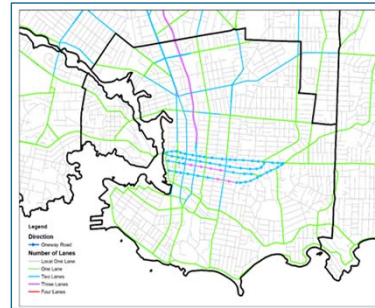 Legend
Direction
Oneway Road
Number of Lanes
Local One Lane
One Lane
Two Lanes
Three Lanes
Four Lanes